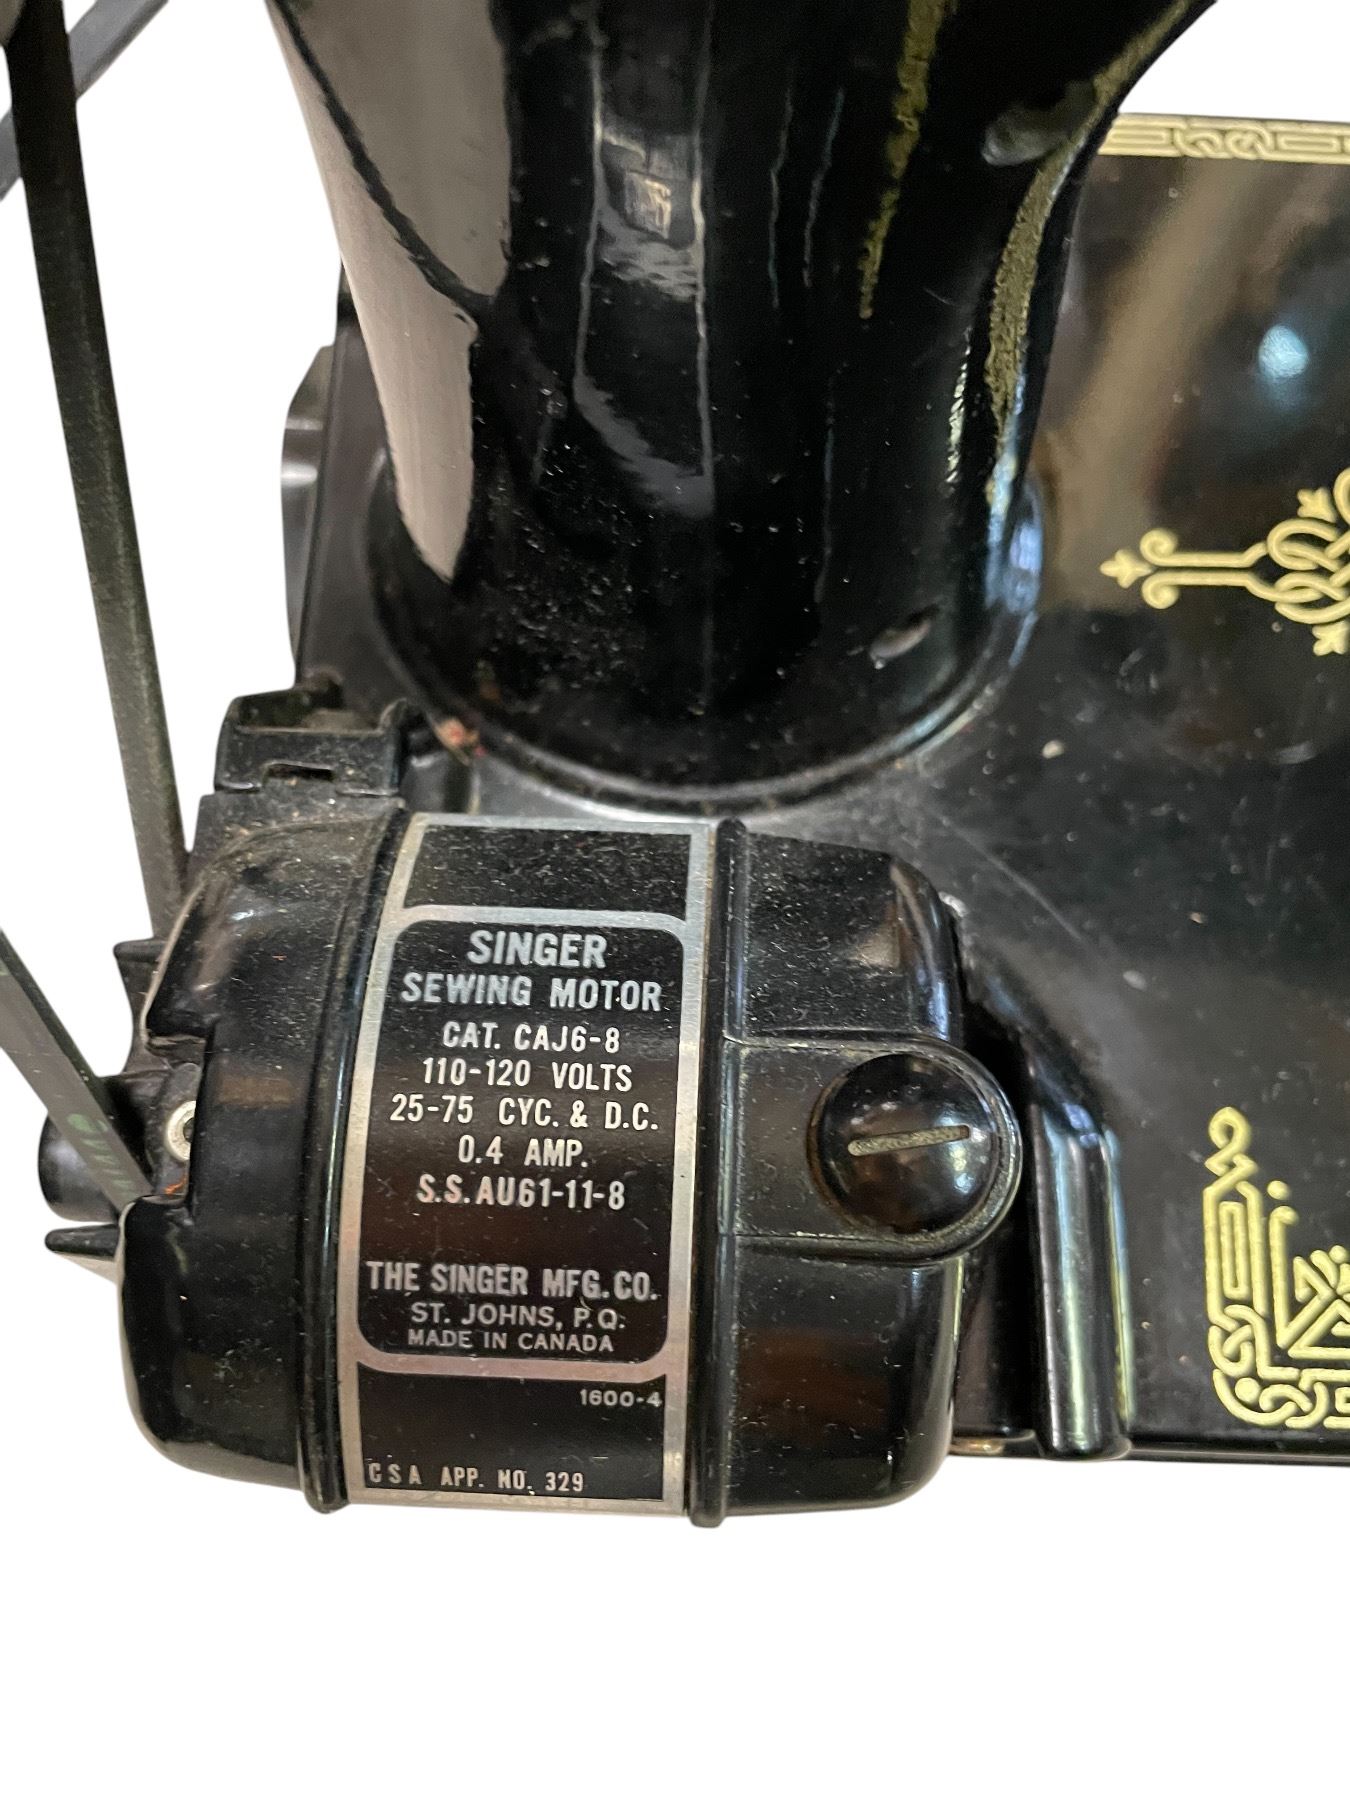 SINGER
SEWING MOTOR
CAT. CAJ6-8
110-120 VOLTS
25-75 CYC. & D.C.
0.4 AMP.
S.S. AU61-11-8
THE SINGER MFG. CO.
ST. JOHNS, P.Q.
MADE IN CANADA
1600-4
CSA APP. NO. 329